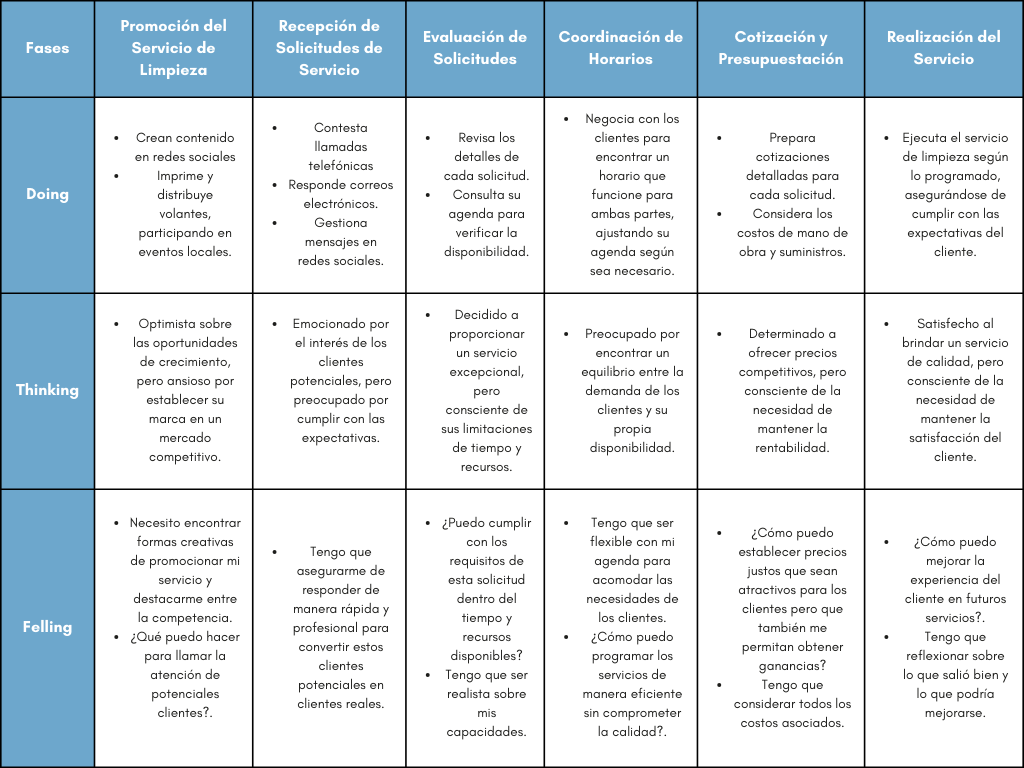 Fases
Promoción del
Servicio de
Limpieza
Recepción de
Solicitudes de
Servicio
Evaluación de
Solicitudes
Coordinación de
Horarios
Cotización y
Presupuestación
Realización del
Servicio
Doing
• Crean contenido
en redes sociales
• Imprime y
distribuye
volantes,
participando en
eventos locales.
• Contesta
llamadas
telefónicas
• Responde correos
electrónicos.
• Gestiona
mensajes en
redes sociales.
• Revisa los
detalles de
cada solicitud.
• Consulta su
agenda para
verificar la
disponibilidad.
• Negocia con los
clientes para
encontrar un
horario que
funcione para
ambas partes,
ajustando su
agenda según
sea necesario.
• Prepara
cotizaciones
detalladas para
cada solicitud.
• Considera los
costos de mano de
obra y suministros.
• Ejecuta el servicio
de limpieza según
lo programado,
asegurándose de
cumplir con las
expectativas del
cliente.
Thinking
• Optimista sobre
las oportunidades
de crecimiento,
pero ansioso por
establecer su
marca en un
mercado
competitivo.
• Emocionado por
el interés de los
clientes
potenciales, pero
preocupado por
cumplir con las
expectativas.
• Decidido a
proporcionar
un servicio
excepcional,
pero
consciente de
sus limitaciones
de tiempo y
recursos.
• Preocupado por
encontrar un
equilibrio entre la
demanda de los
clientes y su
propia
disponibilidad.
• Determinado a
ofrecer precios
competitivos, pero
consciente de la
necesidad de
mantener la
rentabilidad.
• Satisfecho al
brindar un servicio
de calidad, pero
consciente de la
necesidad de
mantener la
satisfacción del
cliente.
Felling
• Necesito encontrar
formas creativas
de promocionar mi
servicio y
destacarme entre
la competencia.
• ¿Qué puedo hacer
para llamar la
atención de
potenciales
clientes?.
• Tengo que
asegurarme de
responder de
manera rápida y
profesional para
convertir estos
clientes
potenciales en
clientes reales.
• ¿Puedo cumplir
con los
requisitos de
esta solicitud
dentro del
tiempo y
recursos
disponibles?
• Tengo que ser
realista sobre
mis
capacidades.
• Tengo que ser
flexible con mi
agenda para
acomodar las
necesidades de
los clientes.
• ¿Cómo puedo
programar los
servicios de
manera eficiente
sin comprometer
la calidad?.
• ¿Cómo puedo
establecer precios
justos que sean
atractivos para los
clientes pero que
también me
permitan obtener
ganancias?
• Tengo que
considerar todos los
costos asociados.
• ¿Cómo puedo
mejorar la
experiencia del
cliente en futuros
servicios?.
• Tengo que
reflexionar sobre
lo que salió bien y
lo que podría
mejorarse.